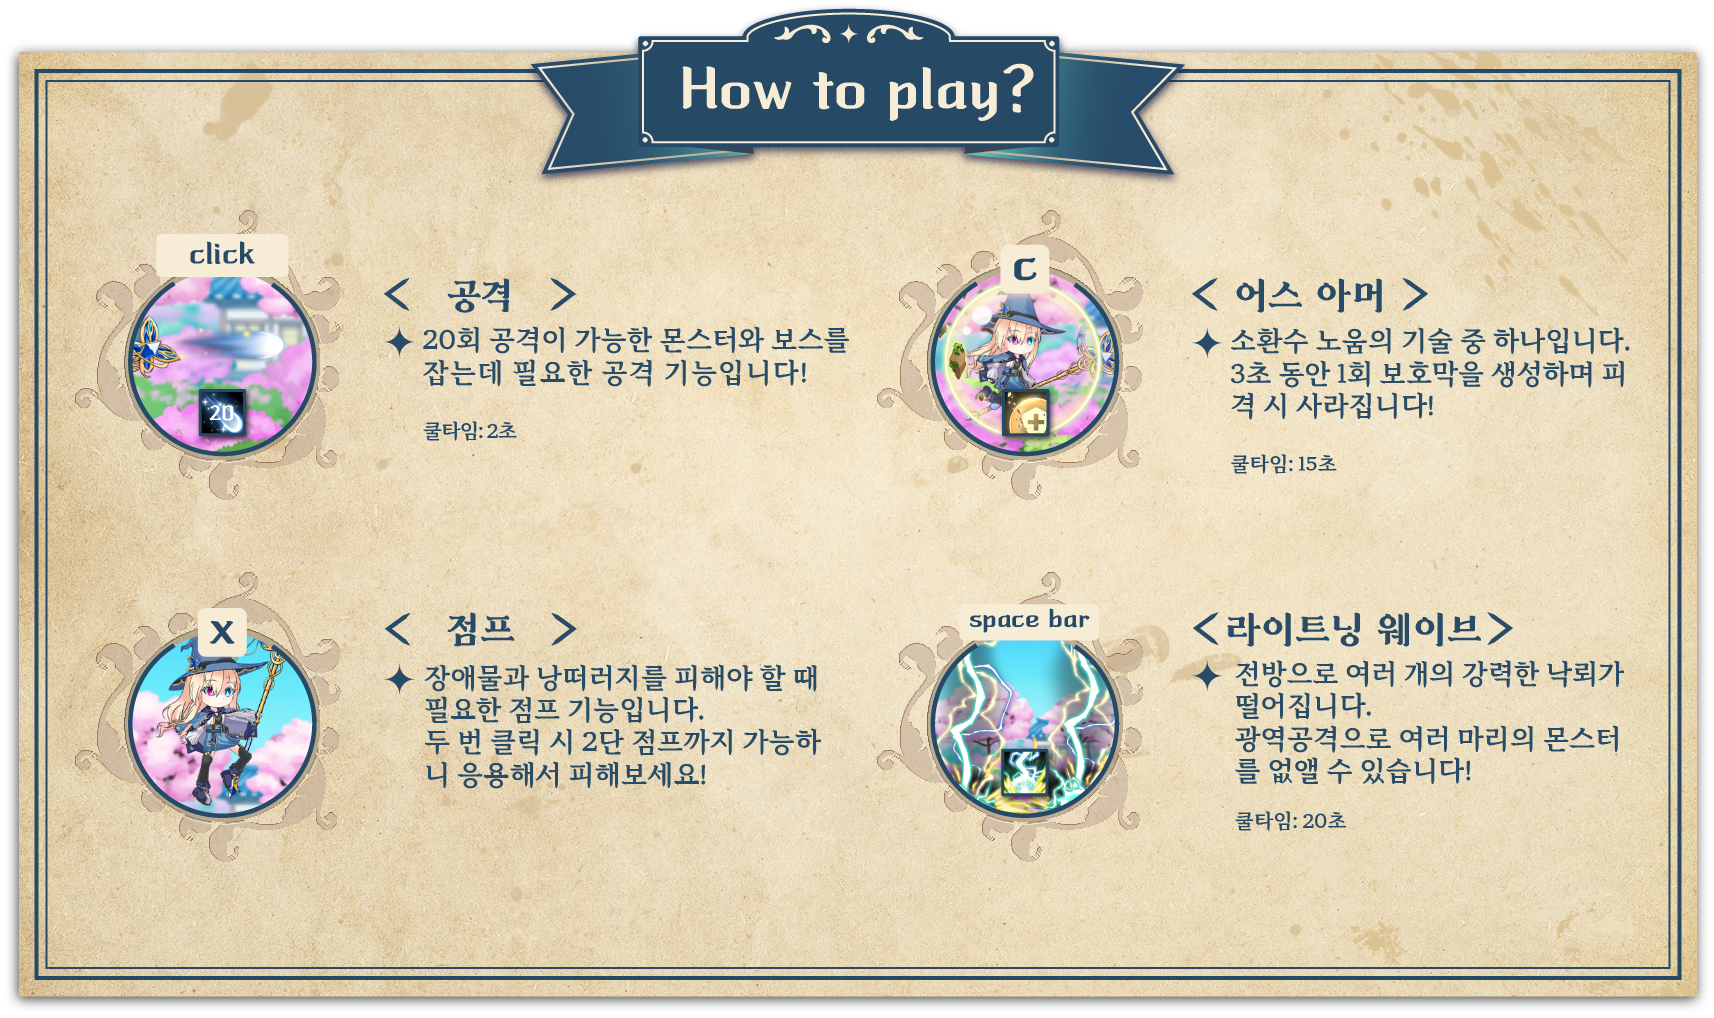 How to play?
click
< 공격 >
20회 공격이 가능한 몬스터와 보스를
잡는데 필요한 공격 기능입니다!
쿨타임: 2초
20
C
< 어스 아머 >
소환수 노움의 기술 중 하나입니다.
3초 동안 1회 보호막을 생성하며 피
격 시 사라집니다!
쿨타임: 15초
X
< 점프 >
장애물과 낭떠러지를 피해야 할 때
필요한 점프 기능입니다.
두 번 클릭 시 2단 점프까지 가능하
니 응용해서 피해보세요!
space bar
<라이트닝 웨이브>
전방으로 여러 개의 강력한 낙뢰가
떨어집니다.
광역공격으로 여러 마리의 몬스터
를 없앨 수 있습니다!
쿨타임: 20초